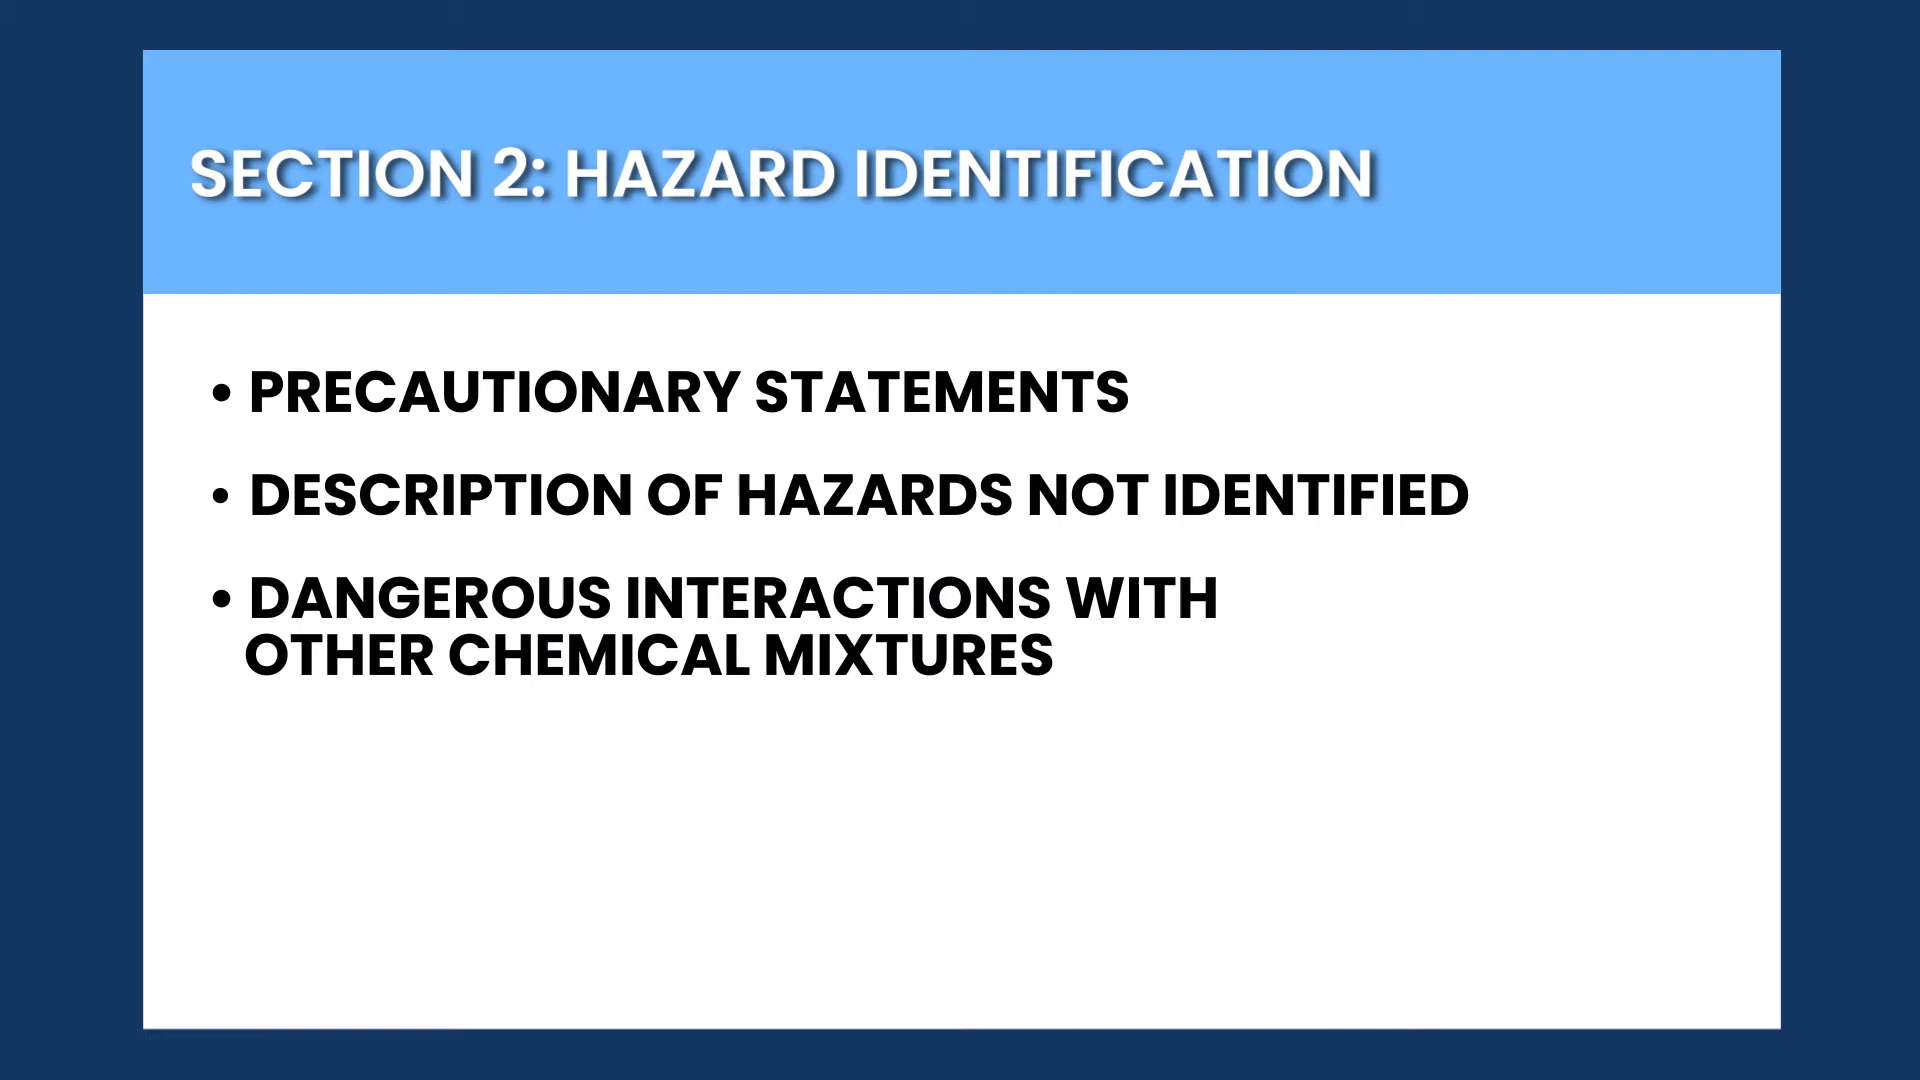 SECTION 2: HAZARD IDENTIFICATION
• PRECAUTIONARY STATEMENTS
• DESCRIPTION OF HAZARDS NOT IDENTIFIED
• DANGEROUS INTERACTIONS WITH
OTHER CHEMICAL MIXTURES